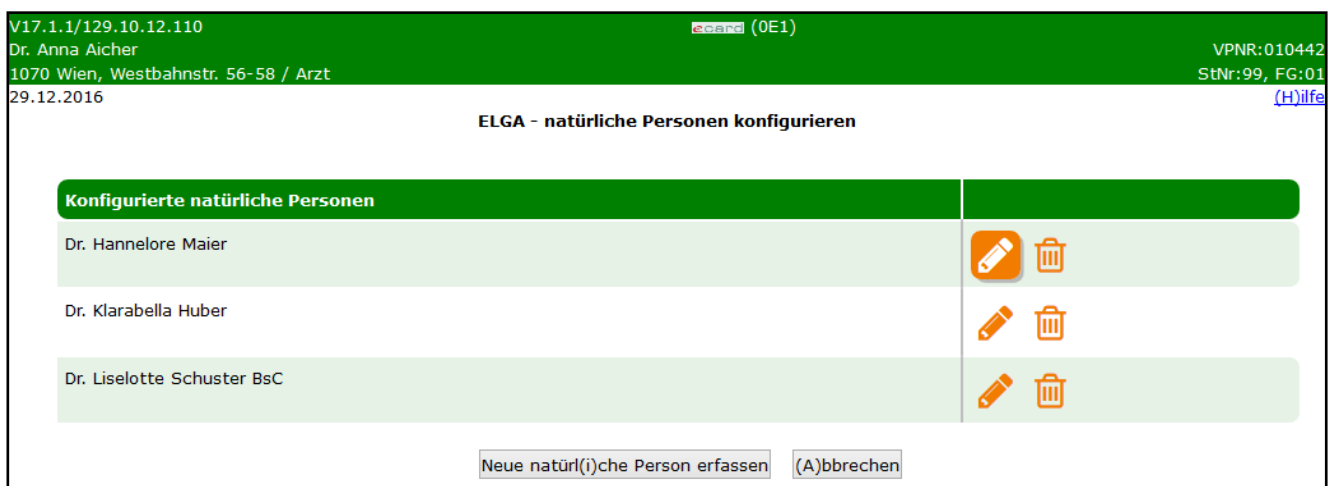 V17.1.1/129.10.12.110 ecard (0E1)
Dr. Anna Aicher VPNR:010442
1070 Wien, Westbahnstr. 56-58 / Arzt StNr:99, FG:01
29.12.2016 (H)ilfe
ELGA - natürliche Personen konfigurieren
Konfigurierte natürliche Personen
Dr. Hannelore Maier
Dr. Klarabella Huber
Dr. Liselotte Schuster BsC
Neue natürl(i)che Person erfassen (A)bbrechen